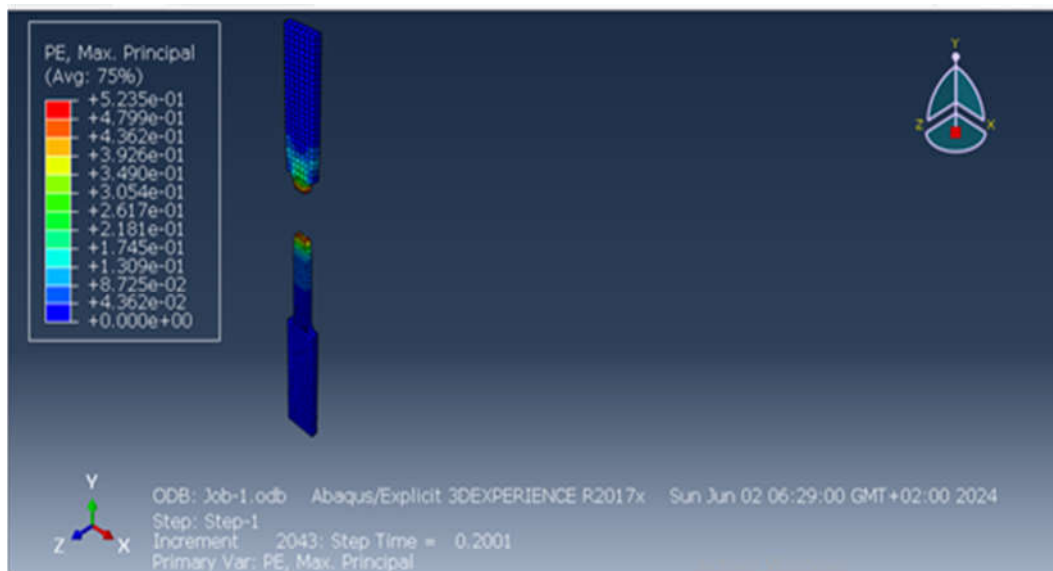 PE, Max. Principal
(Avg: 75%)
+5.235e-01
+4.799e-01
+4.362e-01
+3.926e-01
+3.490e-01
+3.054e-01
+2.617e-01
+2.181e-01
+1.745e-01
+1.309e-01
+8.725e-02
+4.362e-02
+0.000e+00
Y
Z X
Y
Z X
ODB: Job-1.odb Abaqus/Explicit 3DEXPERIENCE R2017x Sun Jun 02 06:29:00 GMT+02:00 2024
Step: Step-1
Increment 2043: Step Time = 0.2001
Primary Var: PE, Max. Principal